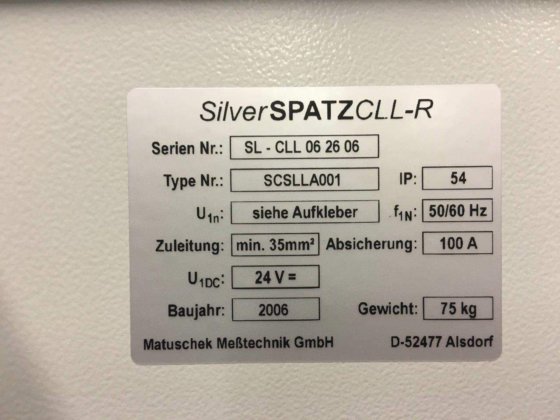 SilverSPATZCLL-R
Serien Nr.: SL - CLL 06 26 06
Type Nr.: SCSLLA001 IP: 54
U1n: siehe Aufkleber f1N: 50/60 Hz
Zuleitung: min. 35mm² Absicherung: 100 A
U1DC: 24 V =
Baujahr: 2006 Gewicht: 75 kg
Matuschek Meßtechnik GmbH D-52477 Alsdorf